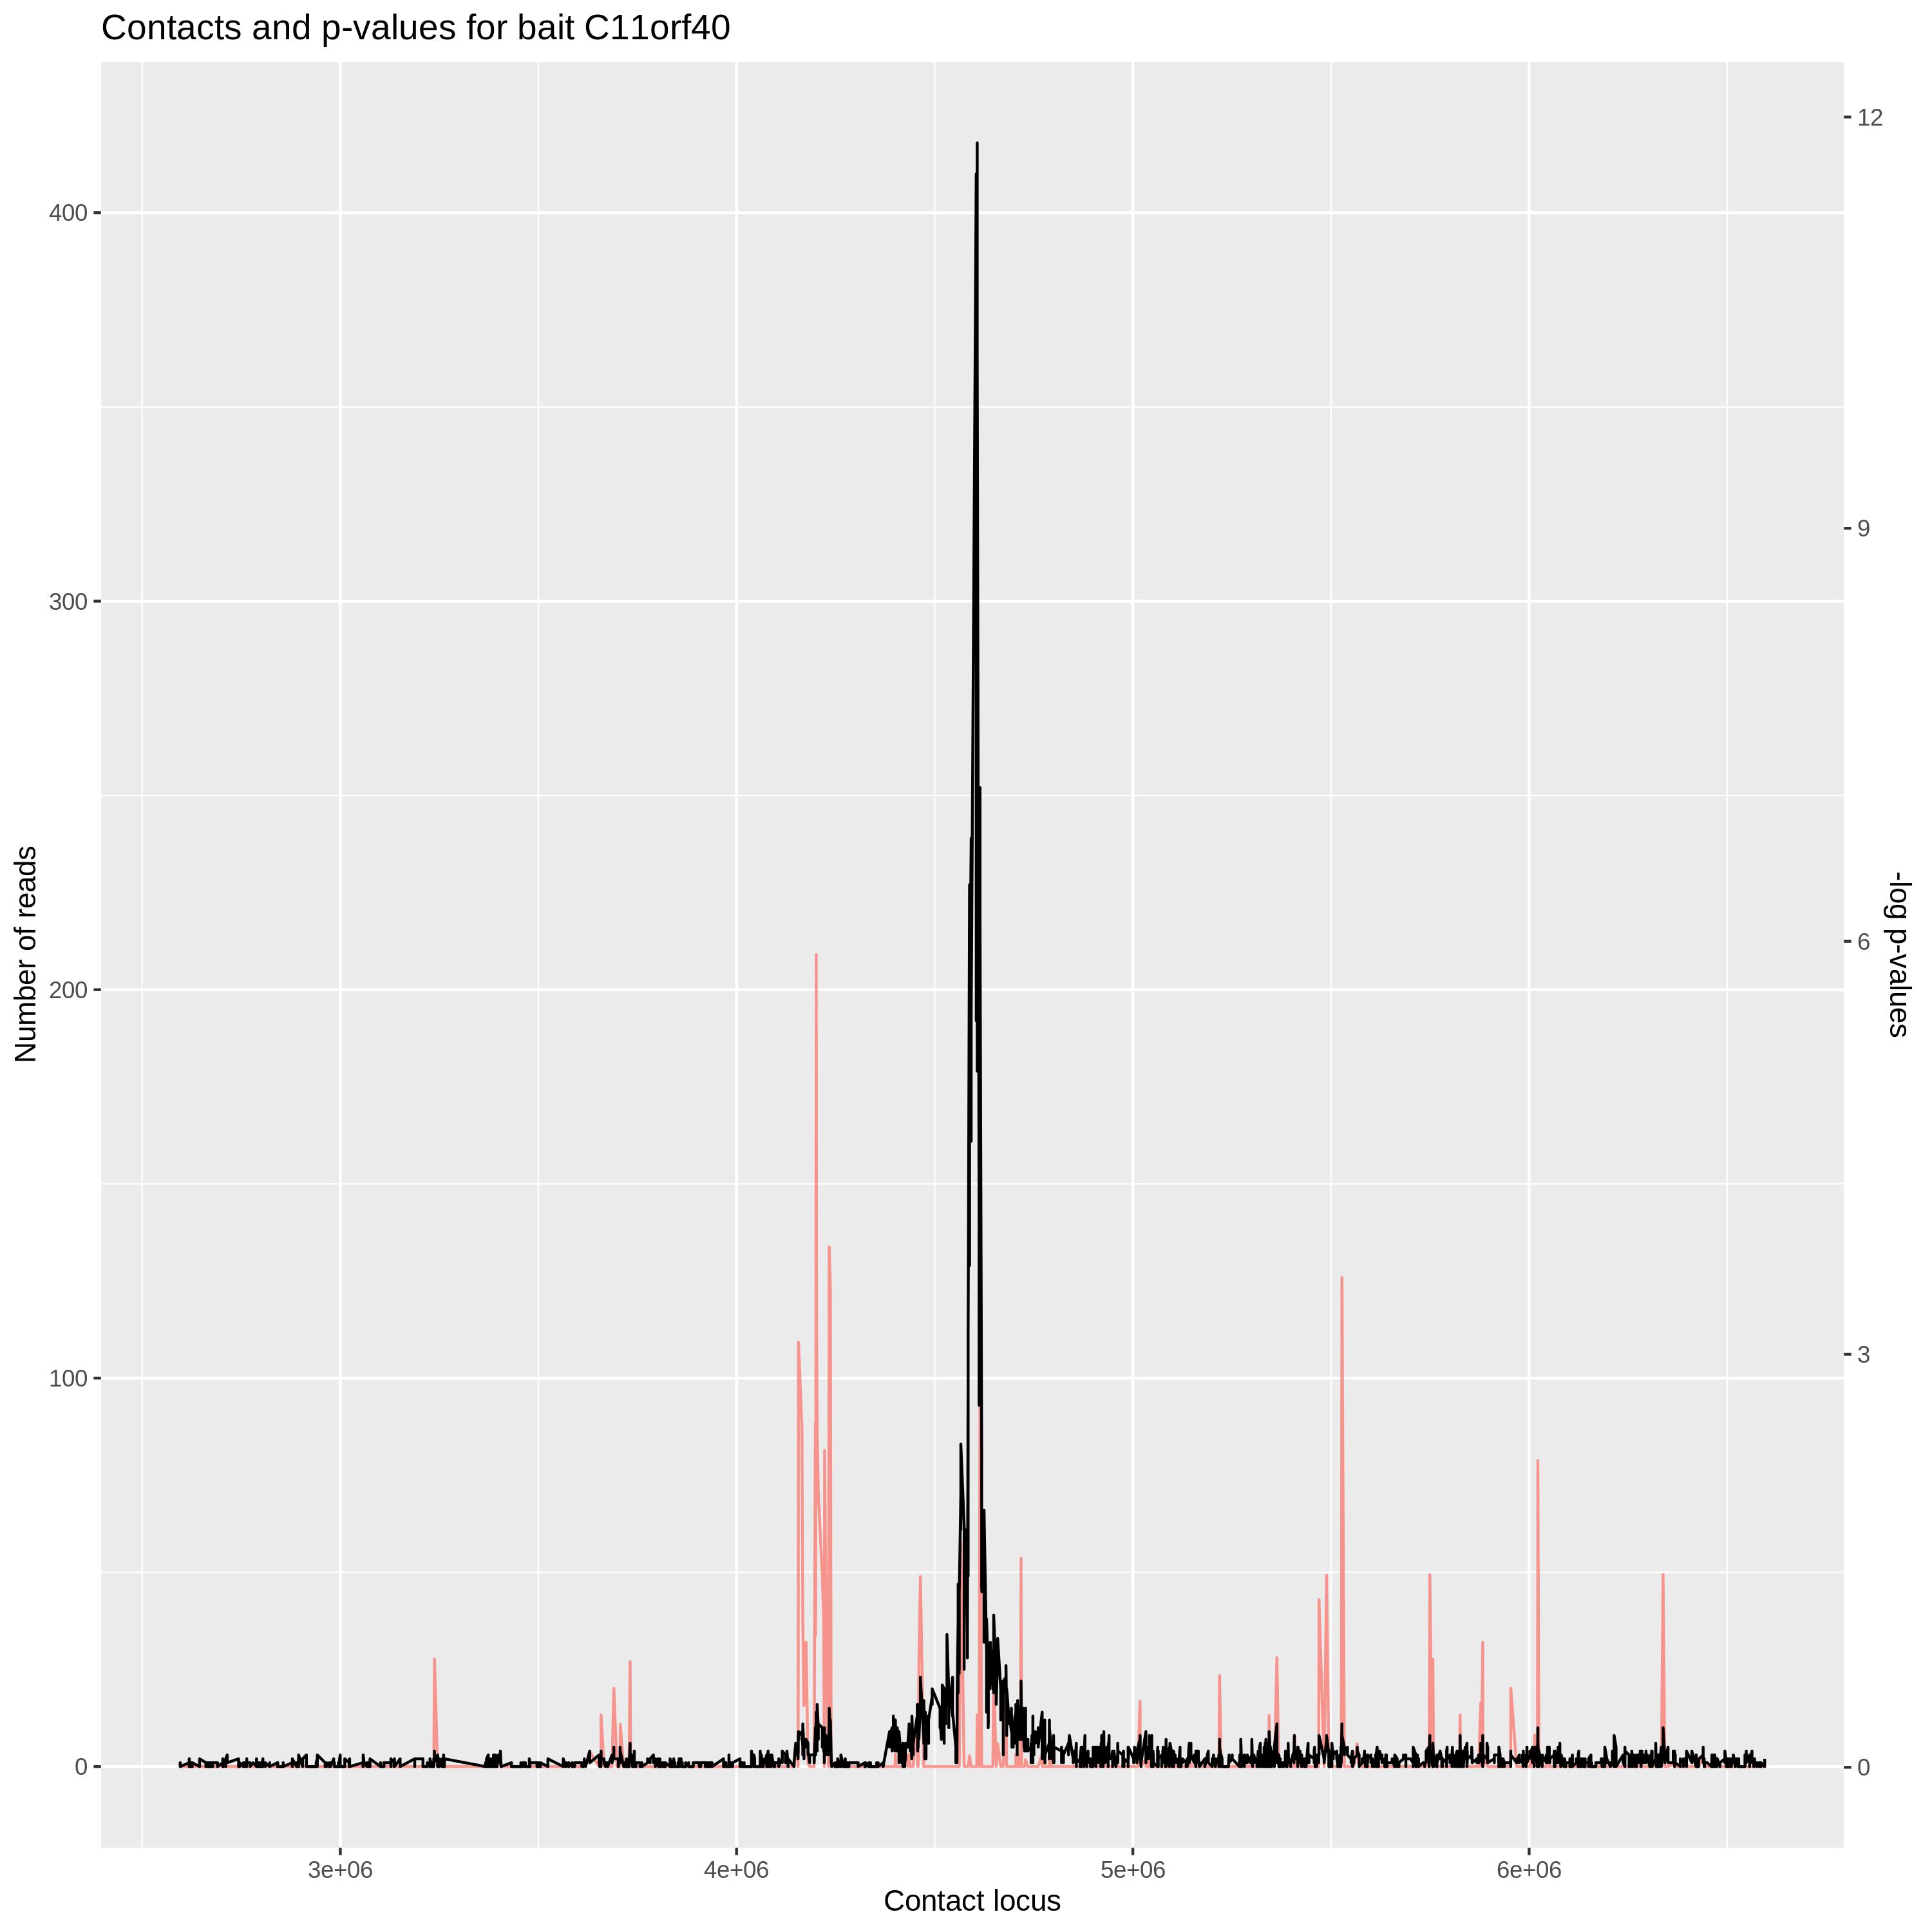 Contacts and p-values for bait C11orf40
Number of reads
400
300
200
100
0
12
9
6
3
0
-log p-values
3e+06
4e+06
5e+06
6e+06
Contact locus